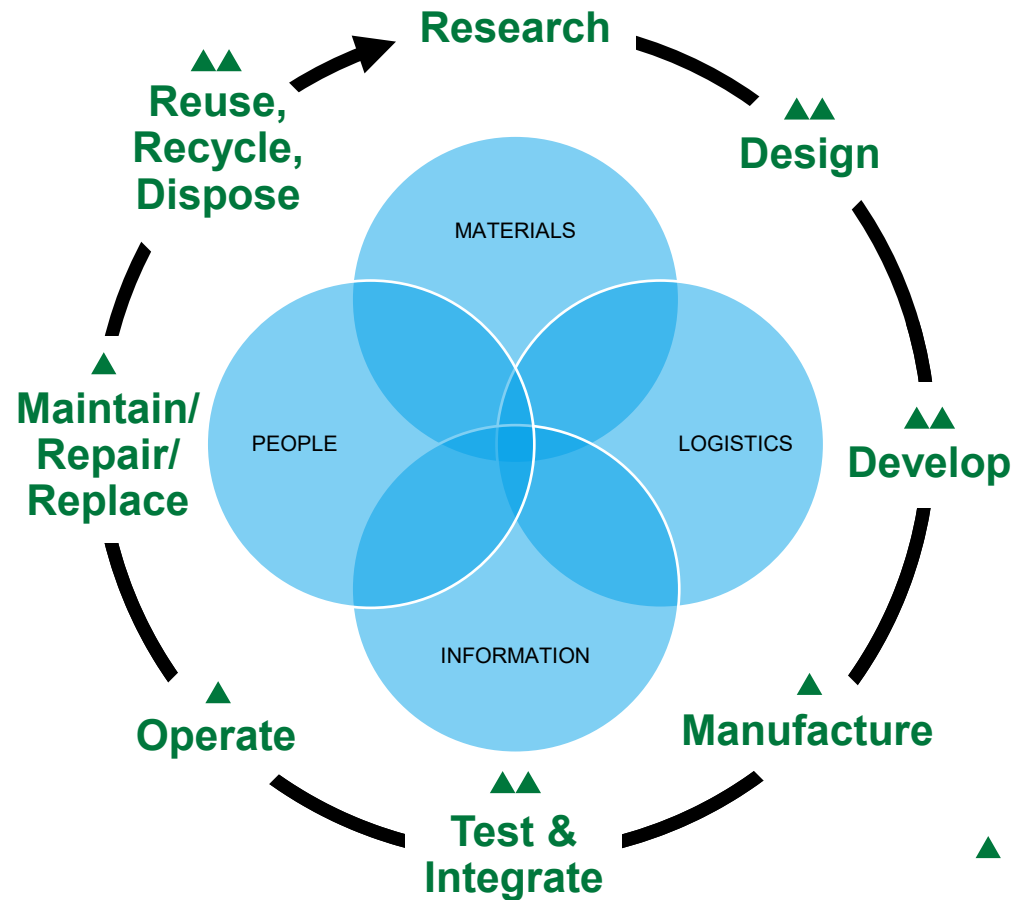 Research
Design
Develop
Manufacture
Test &
Integrate
Operate
Maintain/
Repair/
Replace
Reuse,
Recycle,
Dispose
MATERIALS
LOGISTICS
INFORMATION
PEOPLE